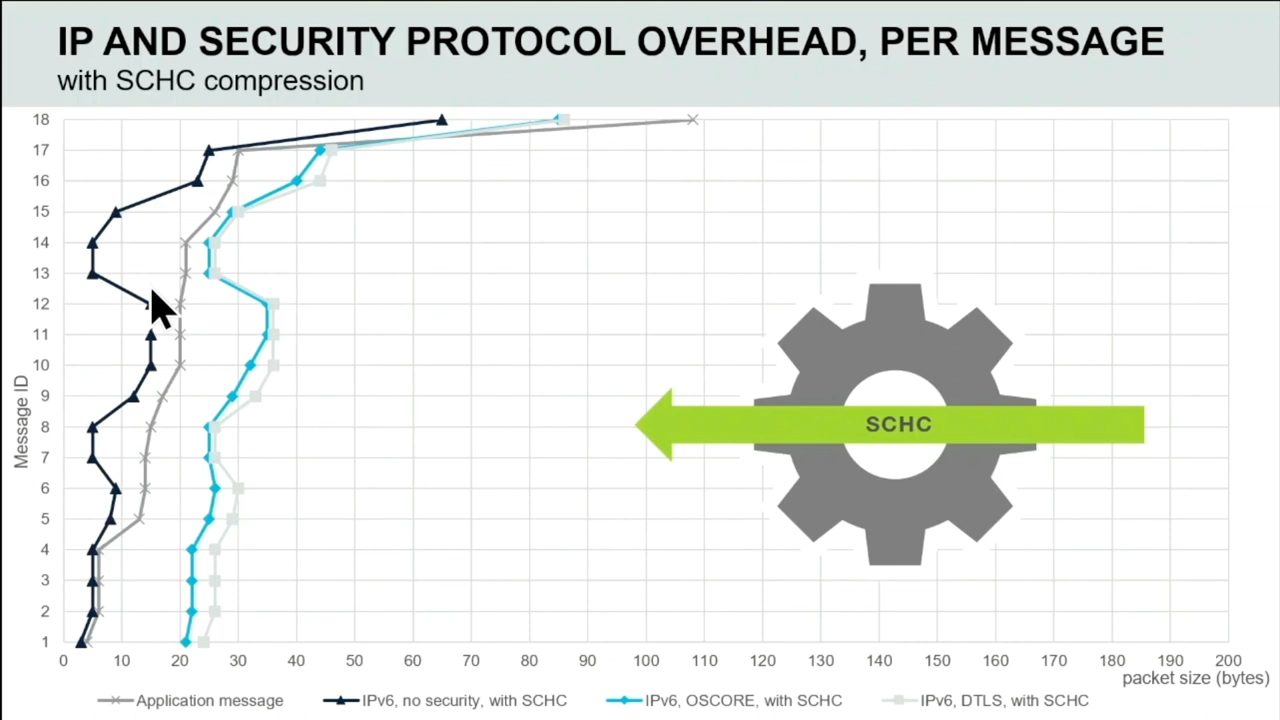 IP AND SECURITY PROTOCOL OVERHEAD, PER MESSAGE
with SCHC compression
18
17
16
15
14
13
12
11
10
9
8
7
6
5
4
3
2
1
Message ID
SCHC
0 10 20 30 40 50 60 70 80 90 100 110 120 130 140 150 160 170 180 190 200
packet size (bytes)
Application message IPv6, no security, with SCHC IPv6, OSCORE, with SCHC IPv6, DTLS, with SCHC